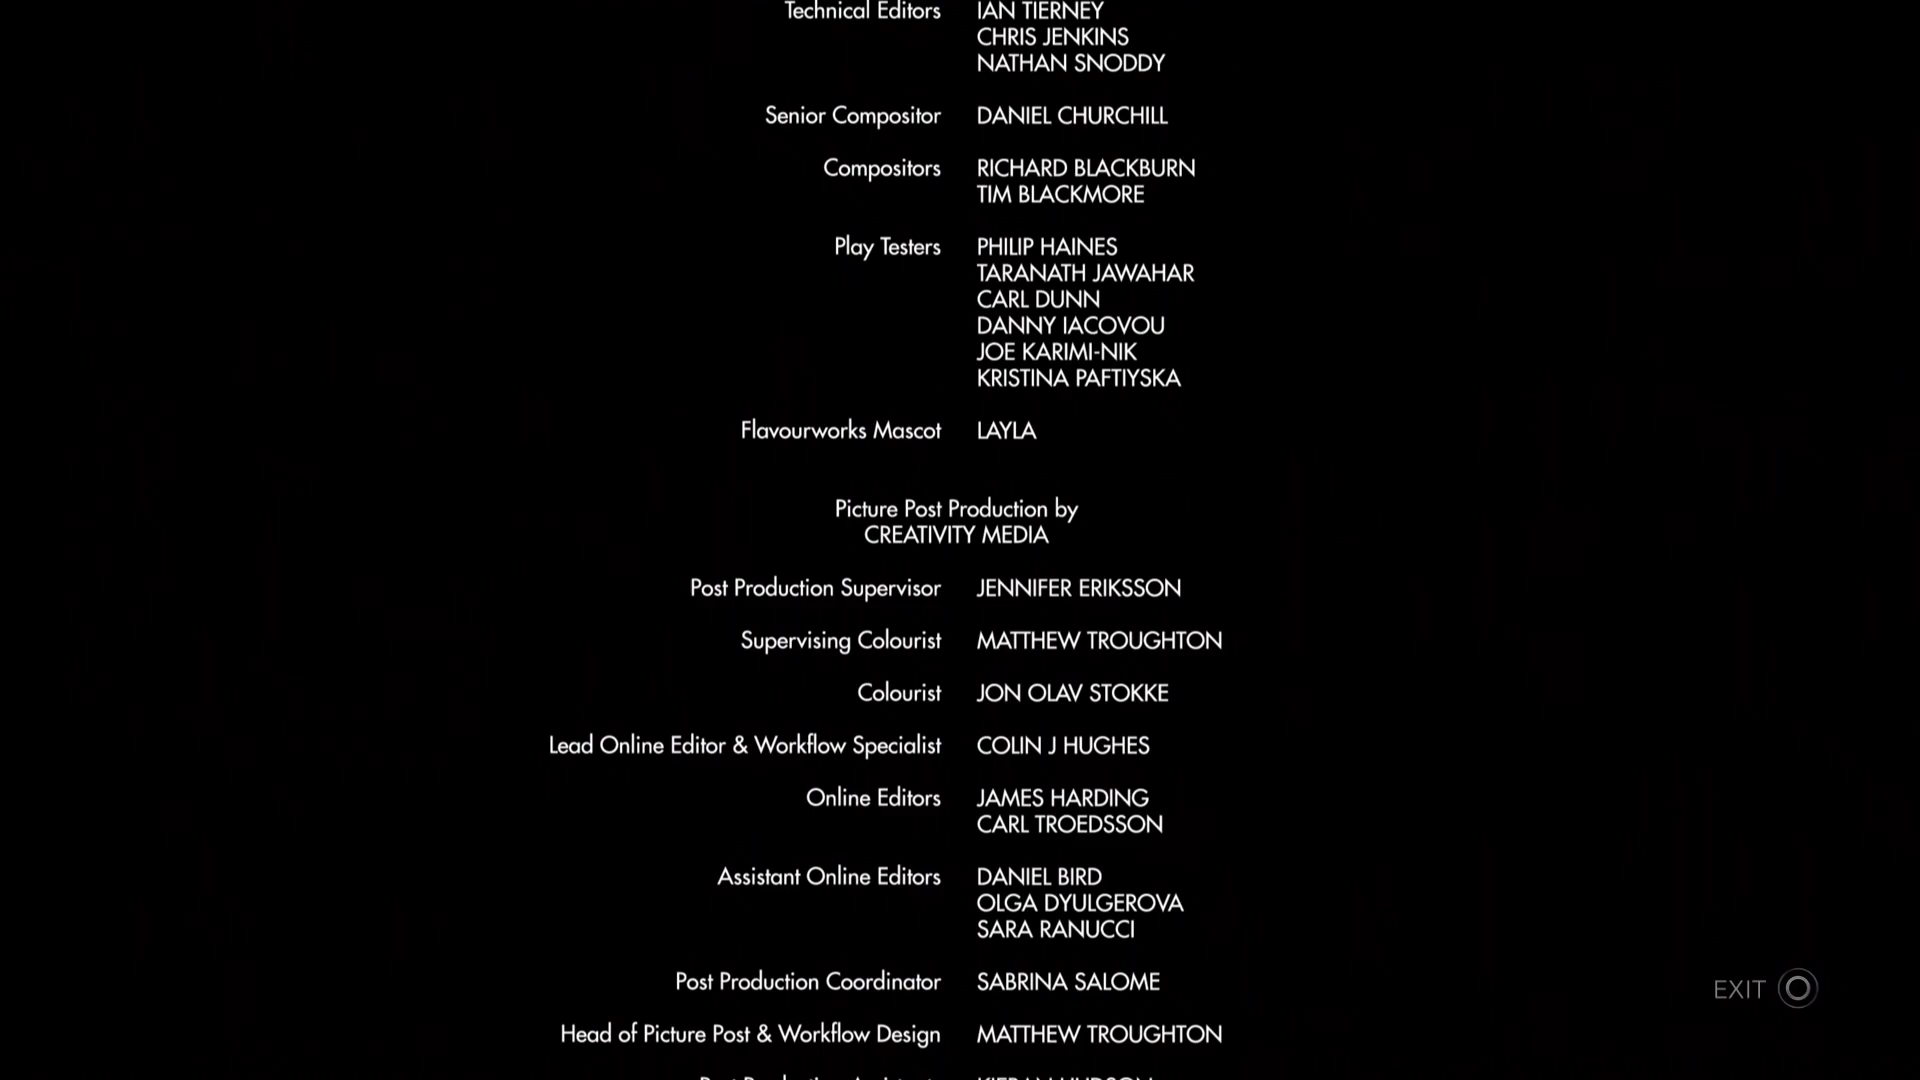 Technical Editors IAN TIERNEY
CHRIS JENKINS
NATHAN SNODDY
Senior Compositor DANIEL CHURCHILL
Compositors RICHARD BLACKBURN
TIM BLACKMORE
Play Testers PHILIP HAINES
TARANATH JAWAHAR
CARL DUNN
DANNY IACOVOU
JOE KARIMI-NIK
KRISTINA PAFTIYSKA
Flavourworks Mascot LAYLA
Picture Post Production by
CREATIVITY MEDIA
Post Production Supervisor JENNIFER ERIKSSON
Supervising Colourist MATTHEW TROUGHTON
Colourist JON OLAV STOKKE
Lead Online Editor & Workflow Specialist COLIN J HUGHES
Online Editors JAMES HARDING
CARL TROEDSSON
Assistant Online Editors DANIEL BIRD
OLGA DYULGEROVA
SARA RANUCCI
Post Production Coordinator SABRINA SALOME
EXIT
Head of Picture Post & Workflow Design MATTHEW TROUGHTON